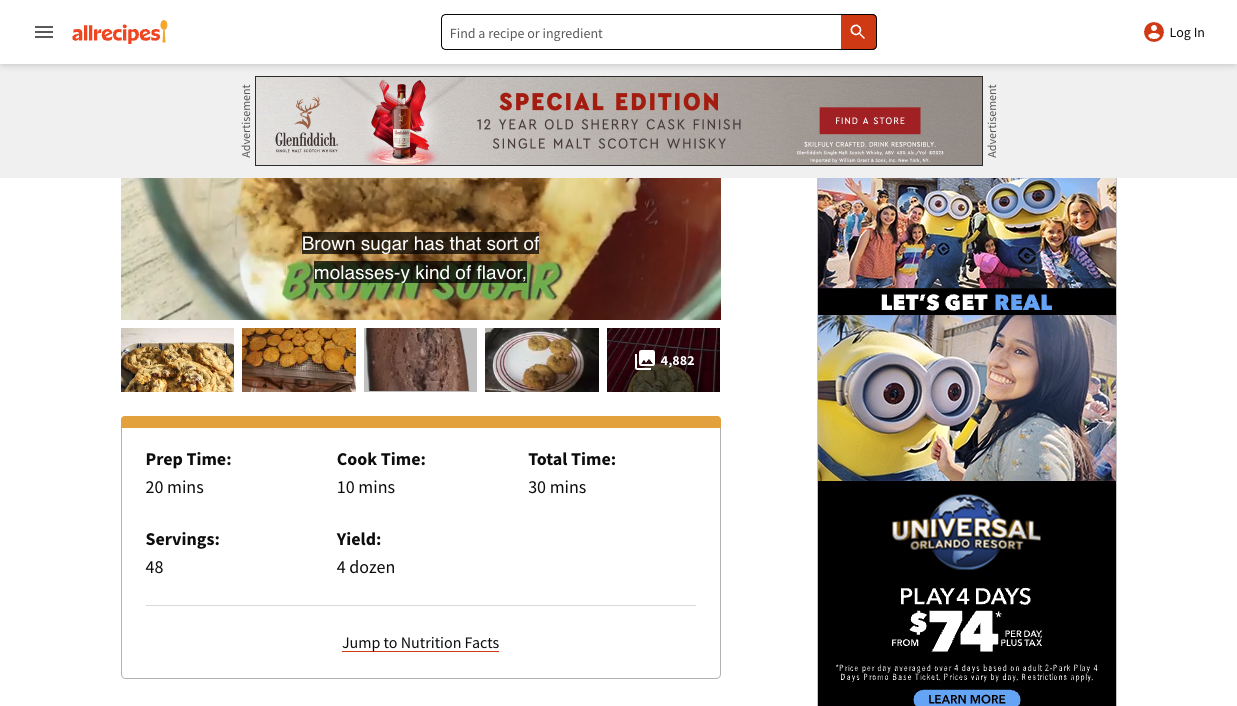 allrecipes
Find a recipe or ingredient
Log In
Advertisement
Glenfiddich
SINGLE MALT SCOTCH WHISKY
SPECIAL EDITION
12 YEAR OLD SHERRY CASK FINISH
SINGLE MALT SCOTCH WHISKY
FIND A STORE
SKILFULLY CRAFTED. DRINK RESPONSIBLY.
Glenfiddich Single Malt Scotch Whisky, ABV 43% Alc./Vol ©2023
Imported by William Grant & Sons, Inc. New York, NY.
Advertisement
Brown sugar has that sort of
molasses-y kind of flavor,
BROWN SUGAR
4,882
Prep Time:
20 mins
Cook Time:
10 mins
Total Time:
30 mins
Servings:
48
Yield:
4 dozen
Jump to Nutrition Facts
LET'S GET REAL
UNIVERSAL
ORLANDO RESORT
PLAY 4 DAYS
FROM $74* PER DAY, PLUS TAX
*Price per day averaged over 4 days based on adult 2-Park Play 4
Days Promo Base Ticket. Prices vary by day. Restrictions apply.
LEARN MORE